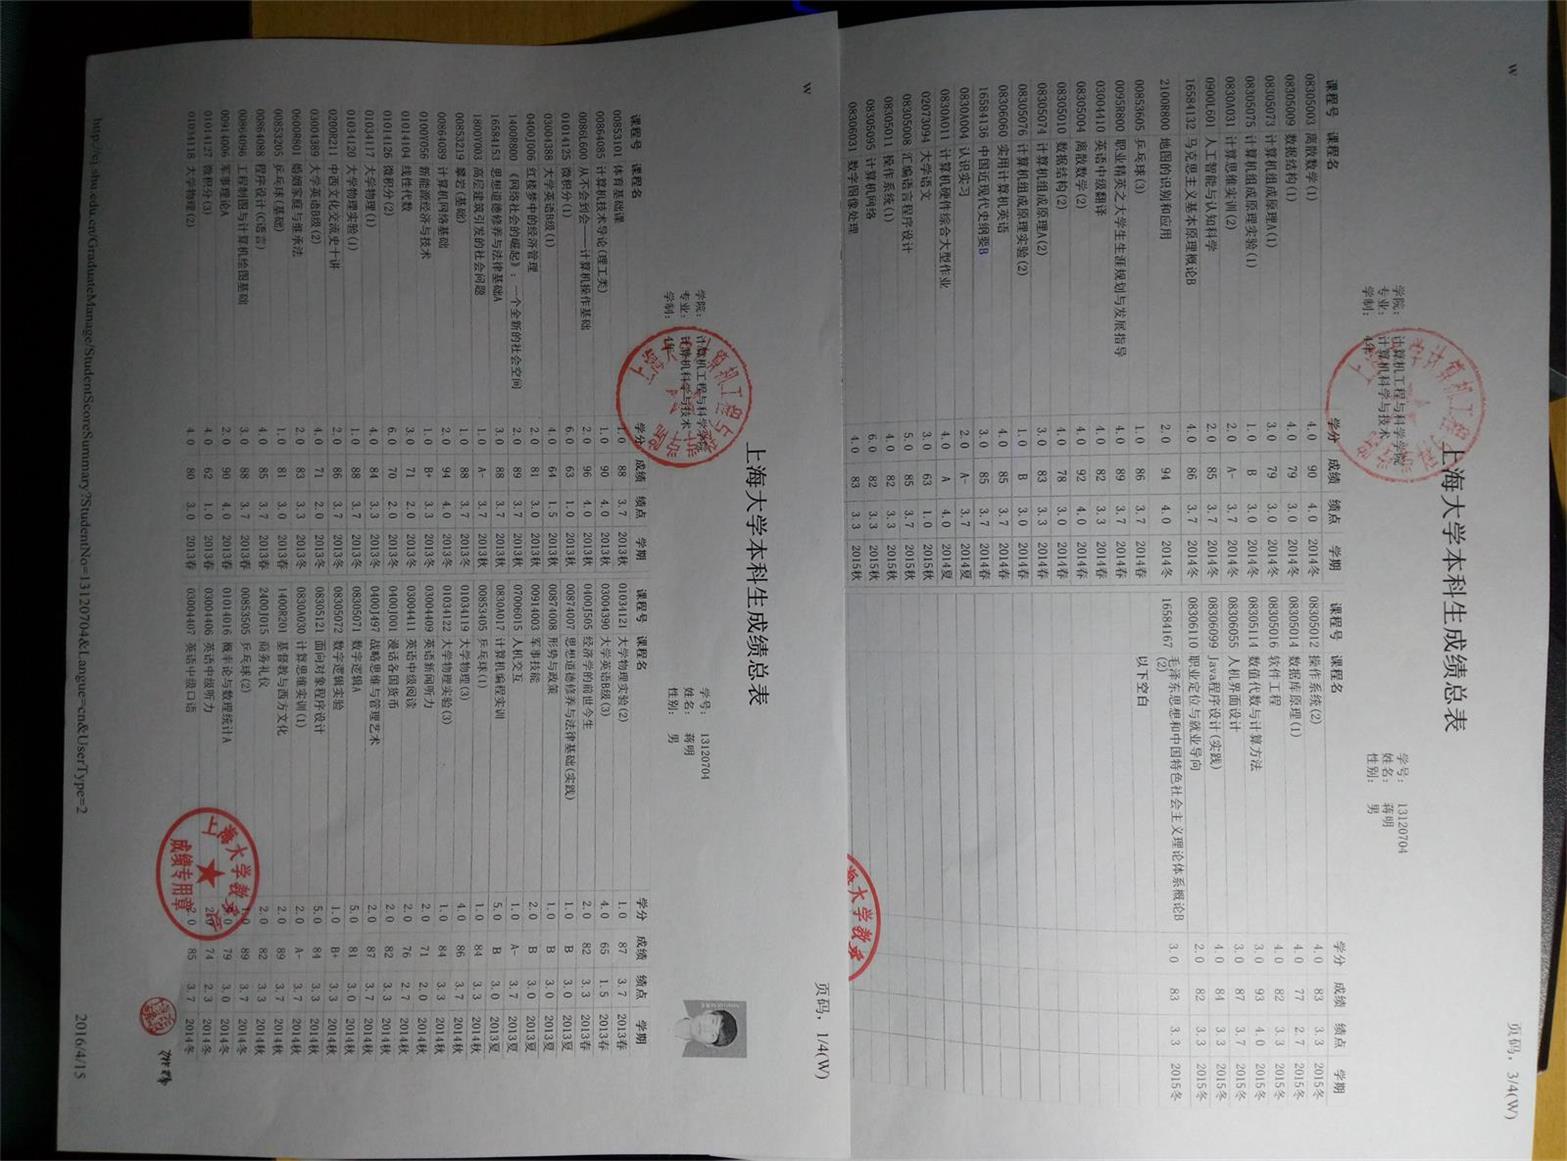 W
页码, 3/4(W)
上海大学本科生成绩总表
学院: 计算机工程与科学学院 学号: 13120704
专业: 计算机科学与技术 姓名: 蒋明
学制: 4年 性别: 男
课程号 课程名 学分 成绩 绩点 学期 课程号 课程名 学分 成绩 绩点 学期
08305003 离散数学(1) 4.0 90 4.0 2014冬 08305012 操作系统(2) 4.0 83 3.3 2015冬
08305009 数据结构(1) 4.0 79 3.0 2014冬 08305014 数据库原理(1) 4.0 77 2.7 2015冬
08305073 计算机组成原理A(1) 3.0 79 3.0 2014冬 08305016 软件工程 4.0 82 3.3 2015冬
08305075 计算机组成原理实验(1) 1.0 B 3.0 2014冬 08305114 数值代数与计算方法 3.0 93 4.0 2015冬
0830A031 计算思维实训(2) 2.0 A- 3.7 2014冬 08306055 人机界面设计 3.0 87 3.7 2015冬
0900L601 人工智能与认知科学 2.0 85 3.7 2014冬 08306099 Java程序设计(实践) 4.0 84 3.3 2015冬
16584132 马克思主义基本原理概论B 4.0 86 3.7 2014冬 08306110 职业定位与就业导向 2.0 82 3.3 2015冬
2100R800 地图的识别和应用 2.0 94 4.0 2014冬 16584167 毛泽东思想和中国特色社会主义理论体系概论B(2) 3.0 83 3.3 2015冬
00853605 乒乓球(3) 1.0 86 3.7 2014春 以下空白
0095R800 职业精英之大学生生涯规划与发展指导 4.0 89 3.7 2014春
03004410 英语中级翻译 4.0 82 3.3 2014春
08305004 离散数学(2) 4.0 92 4.0 2014春
08305010 数据结构(2) 4.0 78 3.0 2014春
08305074 计算机组成原理A(2) 3.0 83 3.3 2014春
08305076 计算机组成原理实验(2) 1.0 B 3.0 2014春
08306060 实用计算机英语 4.0 85 3.7 2014春
16584136 中国近现代史纲要B 3.0 85 3.7 2014春
0830A004 认识实习 2.0 A- 3.7 2014夏
0830A011 计算机硬件综合大型作业 4.0 A 4.0 2014夏
02073094 大学语文 3.0 63 1.0 2015秋
08305008 汇编语言程序设计 5.0 85 3.7 2015秋
08305011 操作系统(1) 4.0 82 3.3 2015秋
08305095 计算机网络 6.0 82 3.3 2015秋
08306031 数字图像处理 4.0 83 3.3 2015秋
W
页码, 1/4(W)
上海大学本科生成绩总表
学院: 计算机工程与科学学院 学号: 13120704
专业: 计算机科学与技术 姓名: 蒋明
学制: 4年 性别: 男
课程号 课程名 学分 成绩 绩点 学期 课程号 课程名 学分 成绩 绩点 学期
00853101 体育基础课 1.0 88 3.7 2013秋 01034121 大学物理实验(2) 1.0 87 3.7 2013春
00864085 计算机技术导论(理工类) 1.0 90 4.0 2013秋 03004390 大学英语B级(3) 4.0 65 1.5 2013春
0080L600 从不会到会——计算机操作基础 2.0 96 4.0 2013秋 0400J505 经济学的前世今生 2.0 82 3.3 2013春
01014125 微积分(1) 6.0 63 1.0 2013秋 00874007 思想道德修养与法律基础(实践) 1.0 B 3.0 2013夏
03004388 大学英语B级(1) 4.0 64 1.5 2013秋 00874008 形势与政策 1.0 B 3.0 2013夏
0400J006 红楼梦中的经济管理 2.0 81 3.0 2013秋 00914003 军事技能 2.0 B 3.0 2013夏
1400U800 《网络社会的崛起》:一个全新的社会空间 2.0 89 3.7 2013秋 07006015 人机交互 1.0 A- 3.7 2013夏
16584153 思想道德修养与法律基础A 3.0 88 3.7 2013秋 0830A017 计算机编程实训 5.0 B 3.0 2013夏
1800Y003 高层建筑引发的社会问题 1.0 A- 3.7 2013秋 00853405 乒乓球(1) 1.0 84 3.3 2014秋
00853219 攀岩(基础) 1.0 88 3.7 2013冬 01034119 大学物理(3) 4.0 86 3.7 2014秋
00864089 计算机网络基础 2.0 94 4.0 2013冬 01034122 大学物理实验(3) 1.0 84 3.3 2014秋
0100Y056 新能源经济与技术 1.0 B+ 3.3 2013冬 03004409 英语新闻听力 2.0 71 2.0 2014秋
01014104 线性代数 3.0 71 2.0 2013冬 03004411 英语中级阅读 2.0 76 2.7 2014秋
01014126 微积分(2) 6.0 70 2.0 2013冬 0400J001 漫话各国货币 2.0 82 3.3 2014秋
01034117 大学物理(1) 4.0 84 3.3 2013冬 0400J497 战略思维与管理艺术 2.0 87 3.7 2014秋
01034120 大学物理实验(1) 1.0 88 3.7 2013冬 08305071 数字逻辑A 5.0 81 3.0 2014秋
0200R211 中西文化交流史十讲 2.0 86 3.7 2013冬 08305072 数字逻辑实验 1.0 B+ 3.3 2014秋
03004389 大学英语B级(2) 4.0 71 2.0 2013冬 08305121 面向对象程序设计 5.0 84 3.3 2014秋
0600R801 婚姻家庭与继承法 2.0 83 3.3 2013冬 0830A030 计算思维实训(1) 2.0 A- 3.7 2014秋
00853205 乒乓球(基础) 1.0 81 3.0 2013春 1400R201 基督教与西方文化 2.0 89 3.7 2014秋
00864088 程序设计(C语言) 4.0 85 3.7 2013春 2400J015 商务礼仪 2.0 82 3.3 2014秋
00864096 工程制图与计算机绘图基础 3.0 88 3.7 2013春 00853505 乒乓球(2) 1.0 89 3.7 2014冬
00914006 军事理论A 2.0 90 4.0 2013春 01014016 概率论与数理统计A 79 3.0 2014冬
01014127 微积分(3) 4.0 62 1.0 2013春 03004406 英语中级听力 74 2.3 2014冬
01034118 大学物理(2) 4.0 80 3.0 2013春 03004407 英语中级口语 2.0 85 3.7 2014冬
上海大学教务
成绩专用章
http://cj.shu.edu.cn/GraduateManage/StudentScoreSummary?StudentNo=13120704&League=cn&UserType=2
2016/4/15